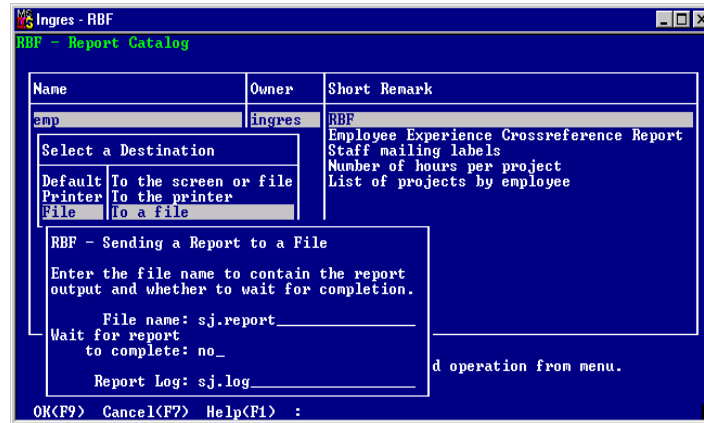 Ingres - RBF
RBF - Report Catalog
Name Owner Short Remark
emp ingres RBF
Employee Experience Crossreference Report
Staff mailing labels
Number of hours per project
List of projects by employee
Select a Destination
Default To the screen or file
Printer To the printer
File To a file
RBF - Sending a Report to a File
Enter the file name to contain the report
output and whether to wait for completion.
File name: sj.report_______________
Wait for report
to complete: no_
Report Log: sj.log__________________
d operation from menu.
OK(F9) Cancel(F7) Help(F1) :